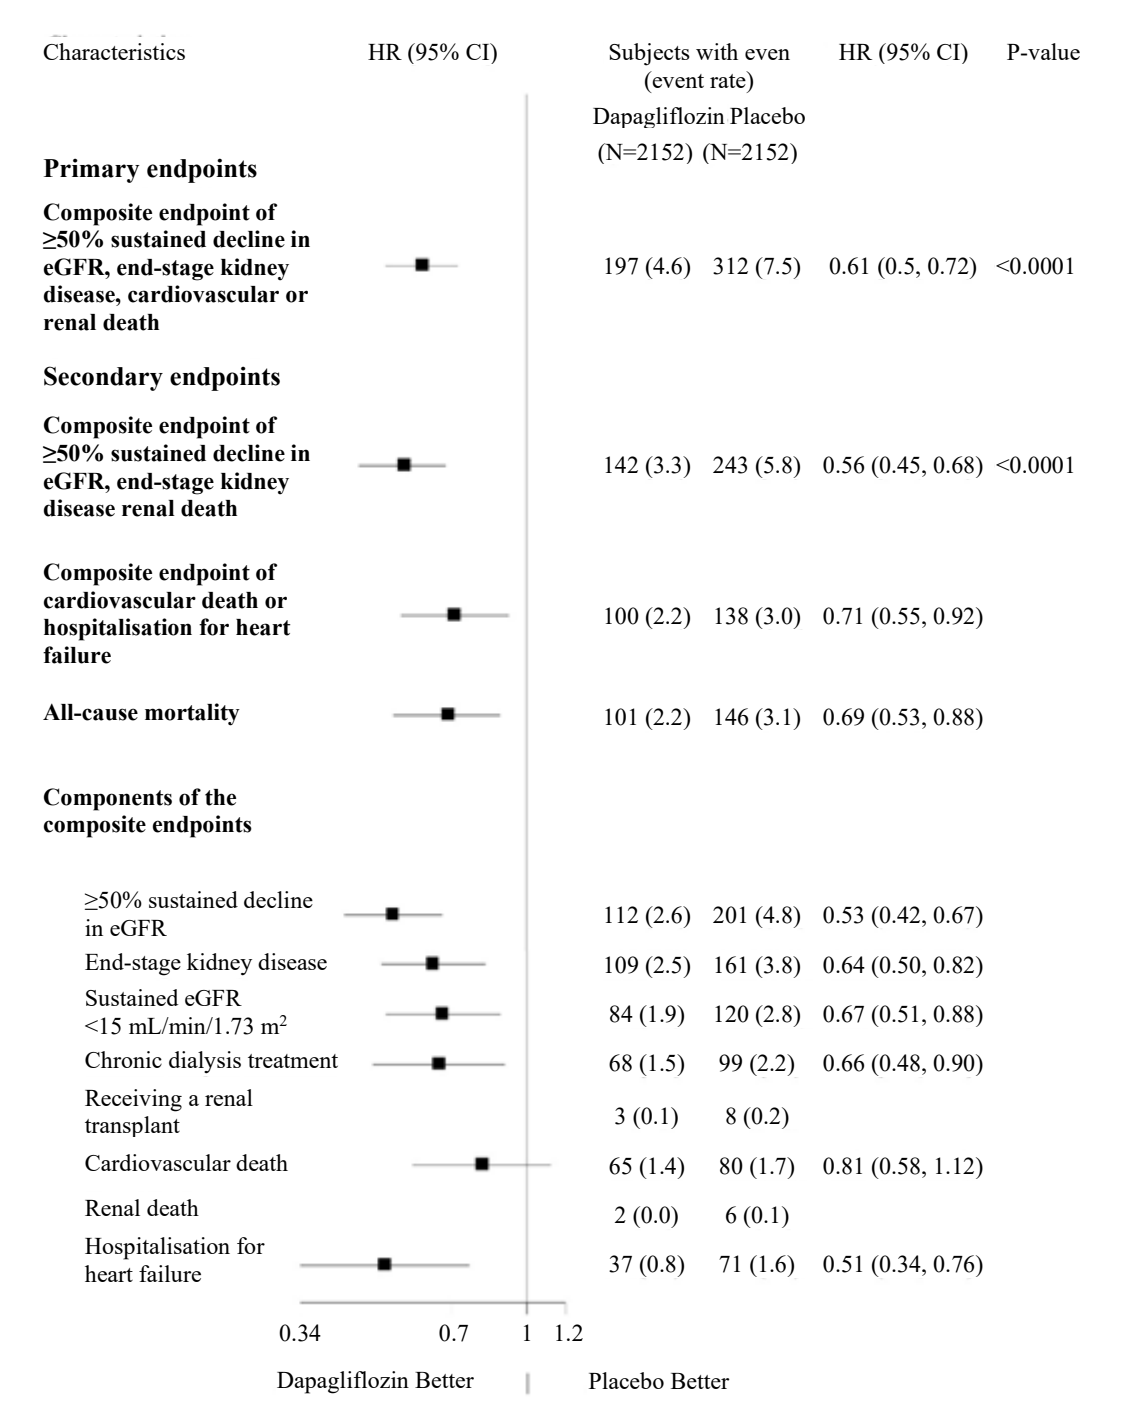 Characteristics HR (95% CI) Subjects with even HR (95% CI) P-value
(event rate)
Dapagliflozin Placebo
(N=2152) (N=2152)
Primary endpoints
Composite endpoint of
≥50% sustained decline in
eGFR, end-stage kidney
disease, cardiovascular or
renal death
197 (4.6) 312 (7.5) 0.61 (0.5, 0.72) <0.0001
Secondary endpoints
Composite endpoint of
≥50% sustained decline in
eGFR, end-stage kidney
disease renal death
142 (3.3) 243 (5.8) 0.56 (0.45, 0.68) <0.0001
Composite endpoint of
cardiovascular death or
hospitalisation for heart
failure
100 (2.2) 138 (3.0) 0.71 (0.55, 0.92)
All-cause mortality 101 (2.2) 146 (3.1) 0.69 (0.53, 0.88)
Components of the
composite endpoints
≥50% sustained decline
in eGFR
112 (2.6) 201 (4.8) 0.53 (0.42, 0.67)
End-stage kidney disease 109 (2.5) 161 (3.8) 0.64 (0.50, 0.82)
Sustained eGFR
<15 mL/min/1.73 m²
84 (1.9) 120 (2.8) 0.67 (0.51, 0.88)
Chronic dialysis treatment 68 (1.5) 99 (2.2) 0.66 (0.48, 0.90)
Receiving a renal
transplant
3 (0.1) 8 (0.2)
Cardiovascular death 65 (1.4) 80 (1.7) 0.81 (0.58, 1.12)
Renal death 2 (0.0) 6 (0.1)
Hospitalisation for
heart failure
37 (0.8) 71 (1.6) 0.51 (0.34, 0.76)
0.34 0.7 1 1.2
Dapagliflozin Better Placebo Better